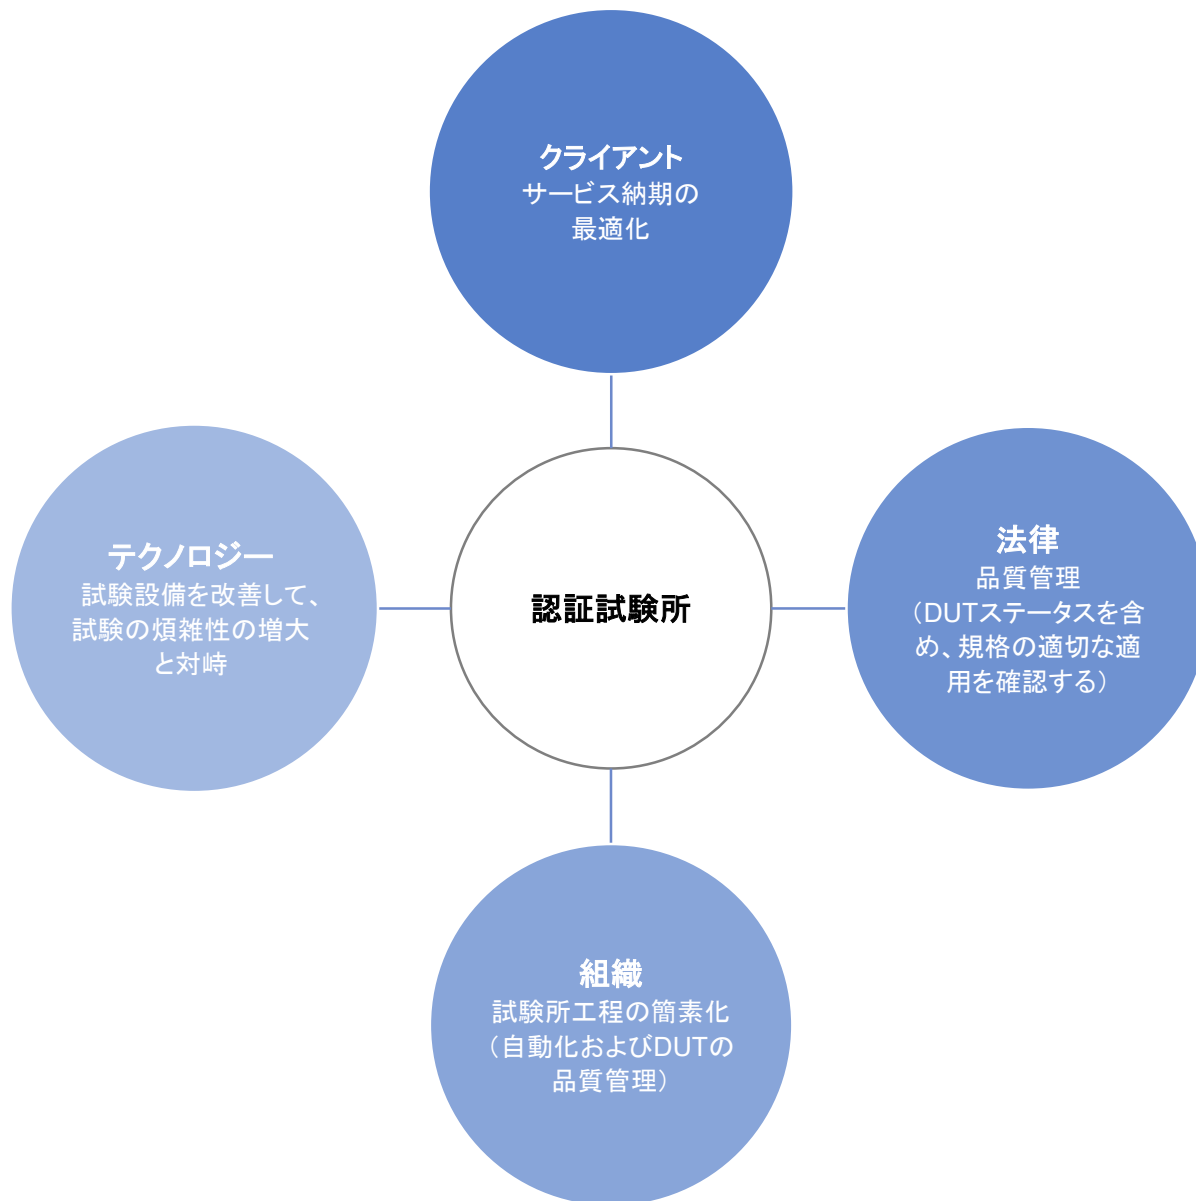 クライアント
サービス納期の
最適化
テクノロジー
試験設備を改善して、
試験の煩雑性の増大
と対峙
認証試験所
法律
品質管理
（DUTステータスを含
め、規格の適切な適
用を確認する）
組織
試験所工程の簡素化
（自動化およびDUTの
品質管理）